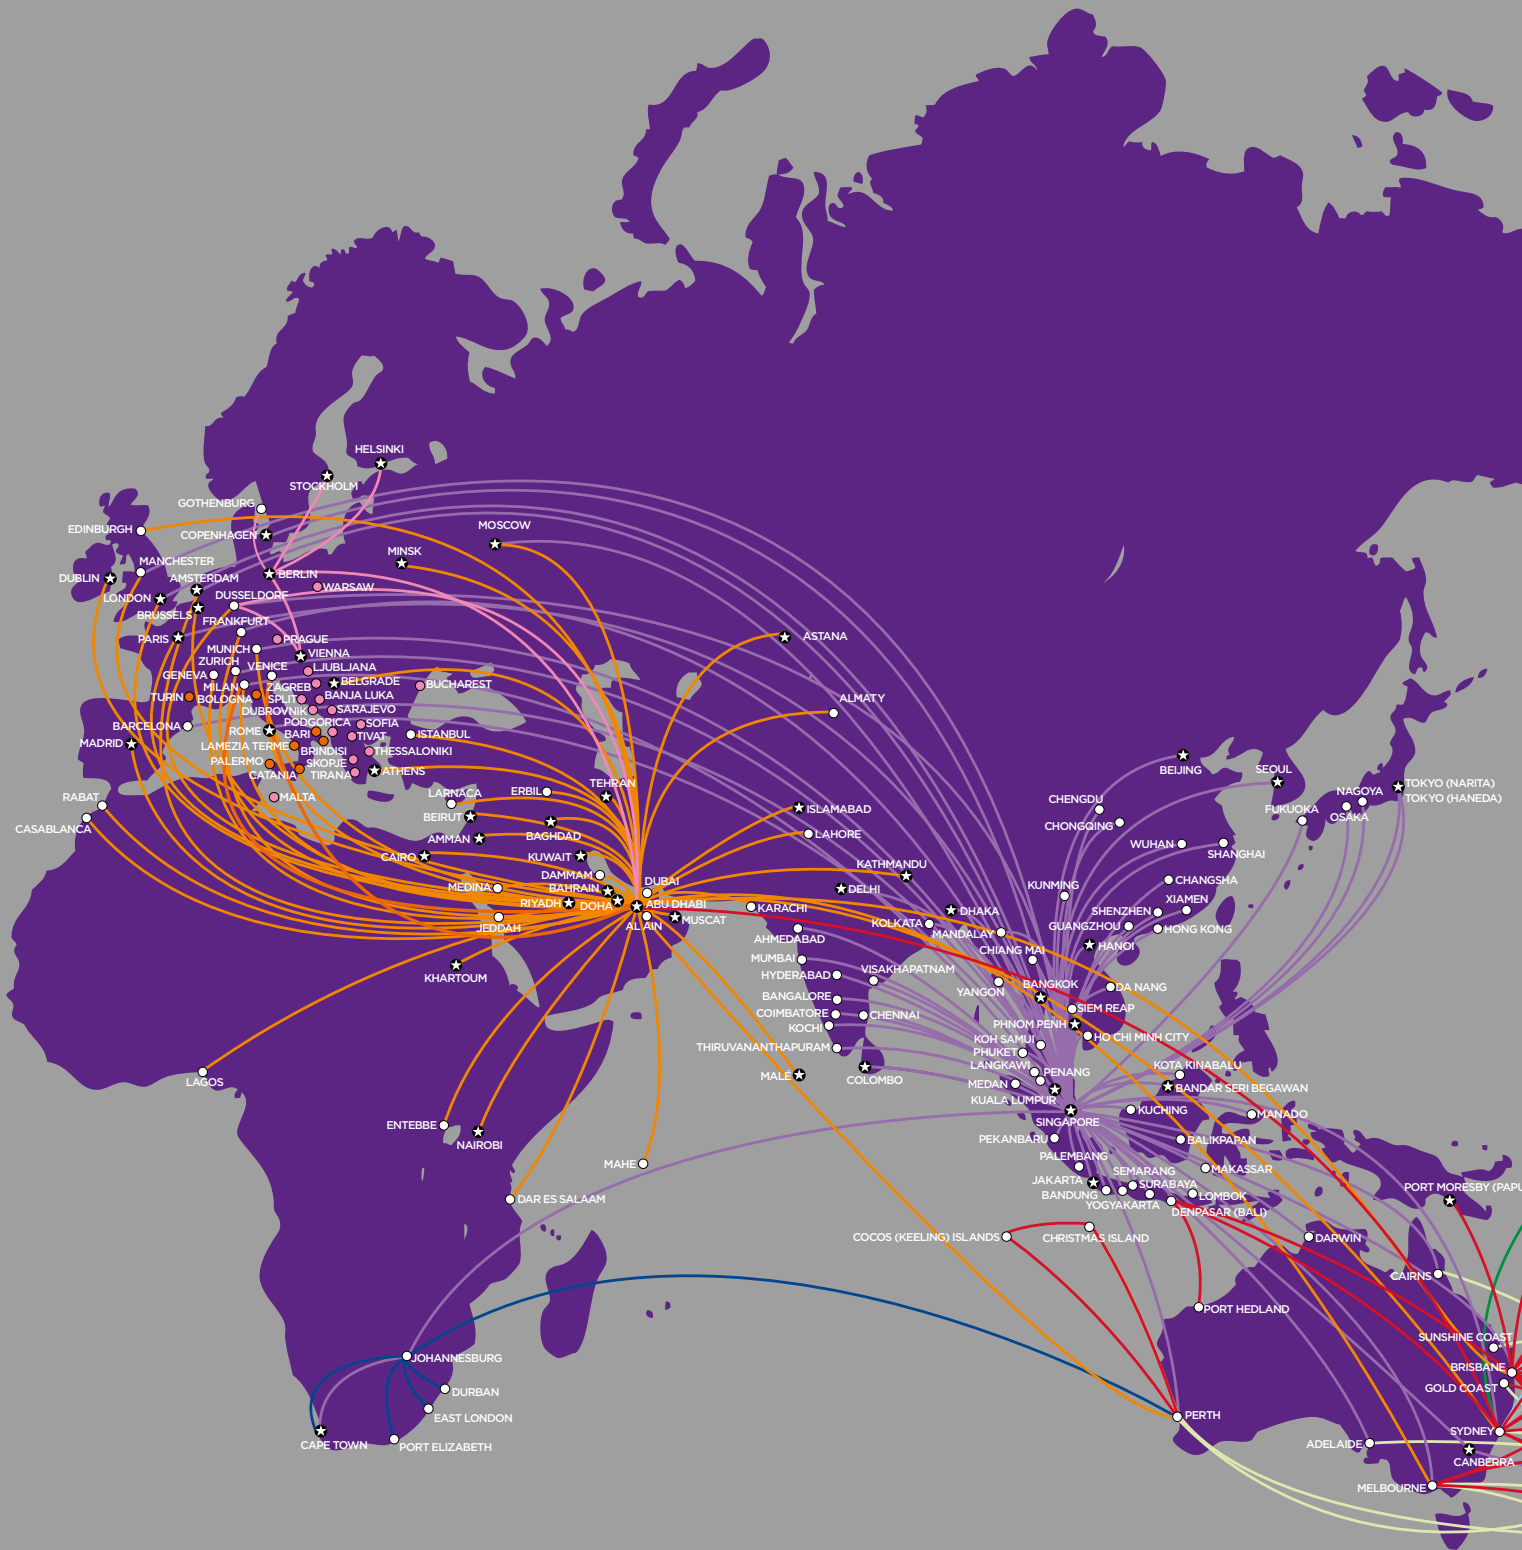 HELSINKI
STOCKHOLM
GOTHENBURG
MOSCOW
EDINBURGH
COPENHAGEN
MINSK
MANCHESTER
DUBLIN
AMSTERDAM
BERLIN
WARSAW
LONDON
DUSSELDORF
BRUSSELS
FRANKFURT
PARIS
PRAGUE
ASTANA
MUNICH
VIENNA
ZURICH
VENICE
LJUBLJANA
GENEVA
BELGRADE
BUCHAREST
MILAN
ZAGREB
TURIN
BOLOGNA
SPLIT
BANJA LUKA
ALMATY
DUBROVNIK
SARAJEVO
BARCELONA
PODGORICA
SOFIA
ROME
BARI
TIVAT
ISTANBUL
MADRID
LAMEZIA TERME
BRINDISI
THESSALONIKI
PALERMO
SKOPJE
CATANIA
TIRANA
ATHENS
BEIJING
SEOUL
TEHRAN
TOKYO (NARITA)
TOKYO (HANEDA)
LARNACA
ERBIL
NAGOYA
RABAT
MALTA
CHENGDU
FUKUOKA
OSAKA
BEIRUT
ISLAMABAD
CASABLANCA
CHONGQING
BAGHDAD
LAHORE
AMMAN
WUHAN
SHANGHAI
CAIRO
KUWAIT
KATHMANDU
DAMMAM
DUBAI
CHANGSHA
MEDINA
BAHRAIN
DELHI
KUNMING
RIYADH
DOHA
ABU DHABI
KARACHI
XIAMEN
DHAKA
SHENZHEN
JEDDAH
AL AIN
MUSCAT
KOLKATA
MANDALAY
GUANGZHOU
HONG KONG
AHMEDABAD
CHIANG MAI
HANOI
MUMBAI
KHARTOUM
HYDERABAD
VISAKHAPATNAM
YANGON
BANGKOK
DA NANG
BANGALORE
COIMBATORE
CHENNAI
SIEM REAP
KOCHI
PHNOM PENH
THIRUVANANTHAPURAM
KOH SAMUI
HO CHI MINH CITY
PHUKET
LANGKAWI
PENANG
KOTA KINABALU
LAGOS
MALÉ
COLOMBO
MEDAN
BANDAR SERI BEGAWAN
KUALA LUMPUR
KUCHING
MANADO
ENTEBBE
SINGAPORE
NAIROBI
PEKANBARU
BALIKPAPAN
PALEMBANG
MAHE
SEMARANG
MAKASSAR
JAKARTA
SURABAYA
PORT MORESBY (PAPU
DAR ES SALAAM
BANDUNG
LOMBOK
YOGYAKARTA
DENPASAR (BALI)
COCOS (KEELING) ISLANDS
CHRISTMAS ISLAND
DARWIN
CAIRNS
PORT HEDLAND
SUNSHINE COAST
JOHANNESBURG
BRISBANE
DURBAN
GOLD COAST
EAST LONDON
PERTH
CAPE TOWN
PORT ELIZABETH
SYDNEY
ADELAIDE
CANBERRA
MELBOURNE